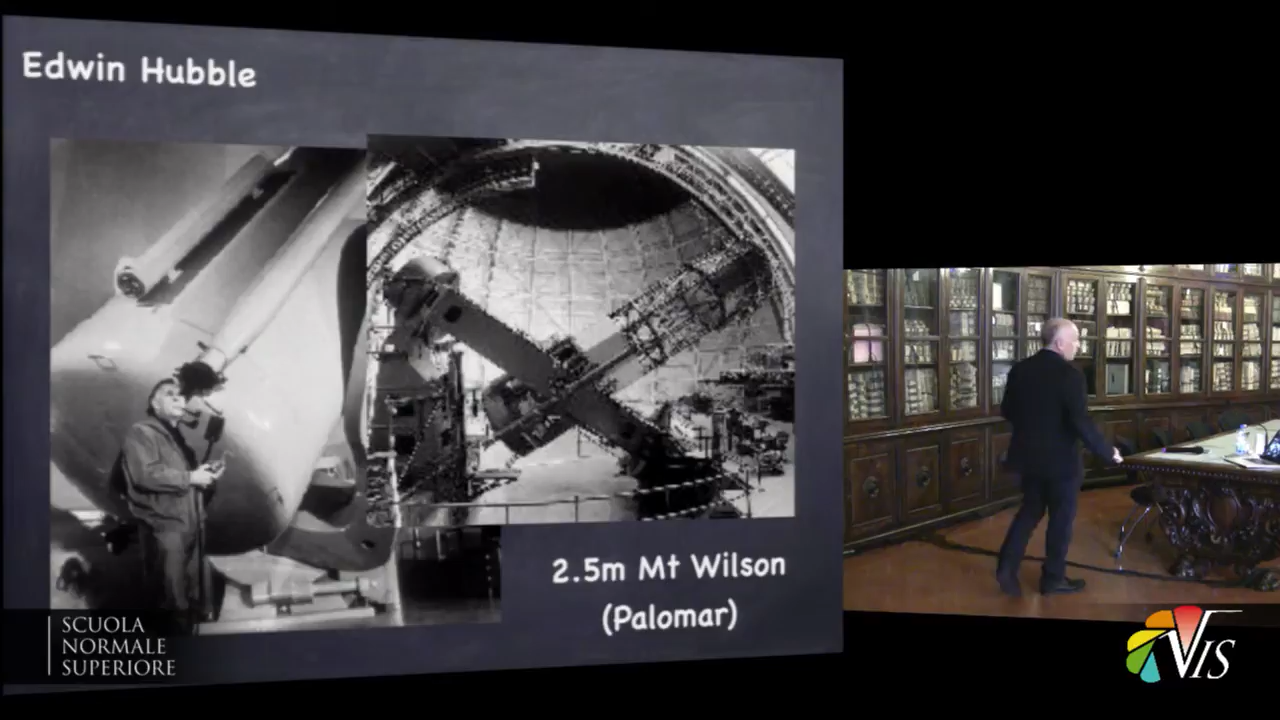 Edwin Hubble
2.5m Mt Wilson
(Palomar)
SCUOLA
NORMALE
SUPERIORE
VIS